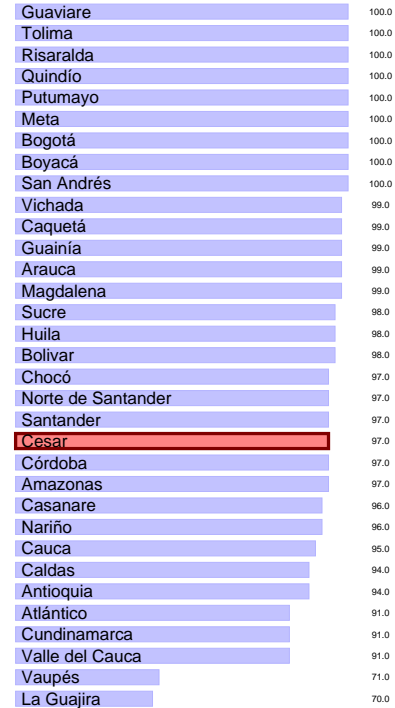 Guaviare 100.0
Tolima 100.0
Risaralda 100.0
Quindío 100.0
Putumayo 100.0
Meta 100.0
Bogotá 100.0
Boyacá 100.0
San Andrés 100.0
Vichada 99.0
Caquetá 99.0
Guainía 99.0
Arauca 99.0
Magdalena 99.0
Sucre 98.0
Huila 98.0
Bolivar 98.0
Chocó 97.0
Norte de Santander 97.0
Santander 97.0
Cesar 97.0
Córdoba 97.0
Amazonas 97.0
Casanare 96.0
Nariño 96.0
Cauca 95.0
Caldas 94.0
Antioquia 94.0
Atlántico 91.0
Cundinamarca 91.0
Valle del Cauca 91.0
Vaupés 71.0
La Guajira 70.0